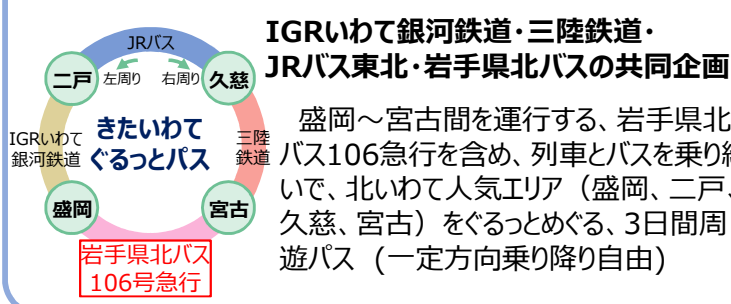 JRバス
左周り 右周り
二戸
久慈
IGRいわて
銀河鉄道
きたいわて
ぐるっとパス
三陸
鉄道
盛岡
宮古
岩手県北バス
106号急行
IGRいわて銀河鉄道・三陸鉄道・
JRバス東北・岩手県北バスの共同企画
盛岡～宮古間を運行する、岩手県北
バス106急行を含め、列車とバスを乗り継
いで、北いわて人気エリア（盛岡、二戸、
久慈、宮古）をぐるっとめぐる、3日間周
遊パス (一定方向乗り降り自由)